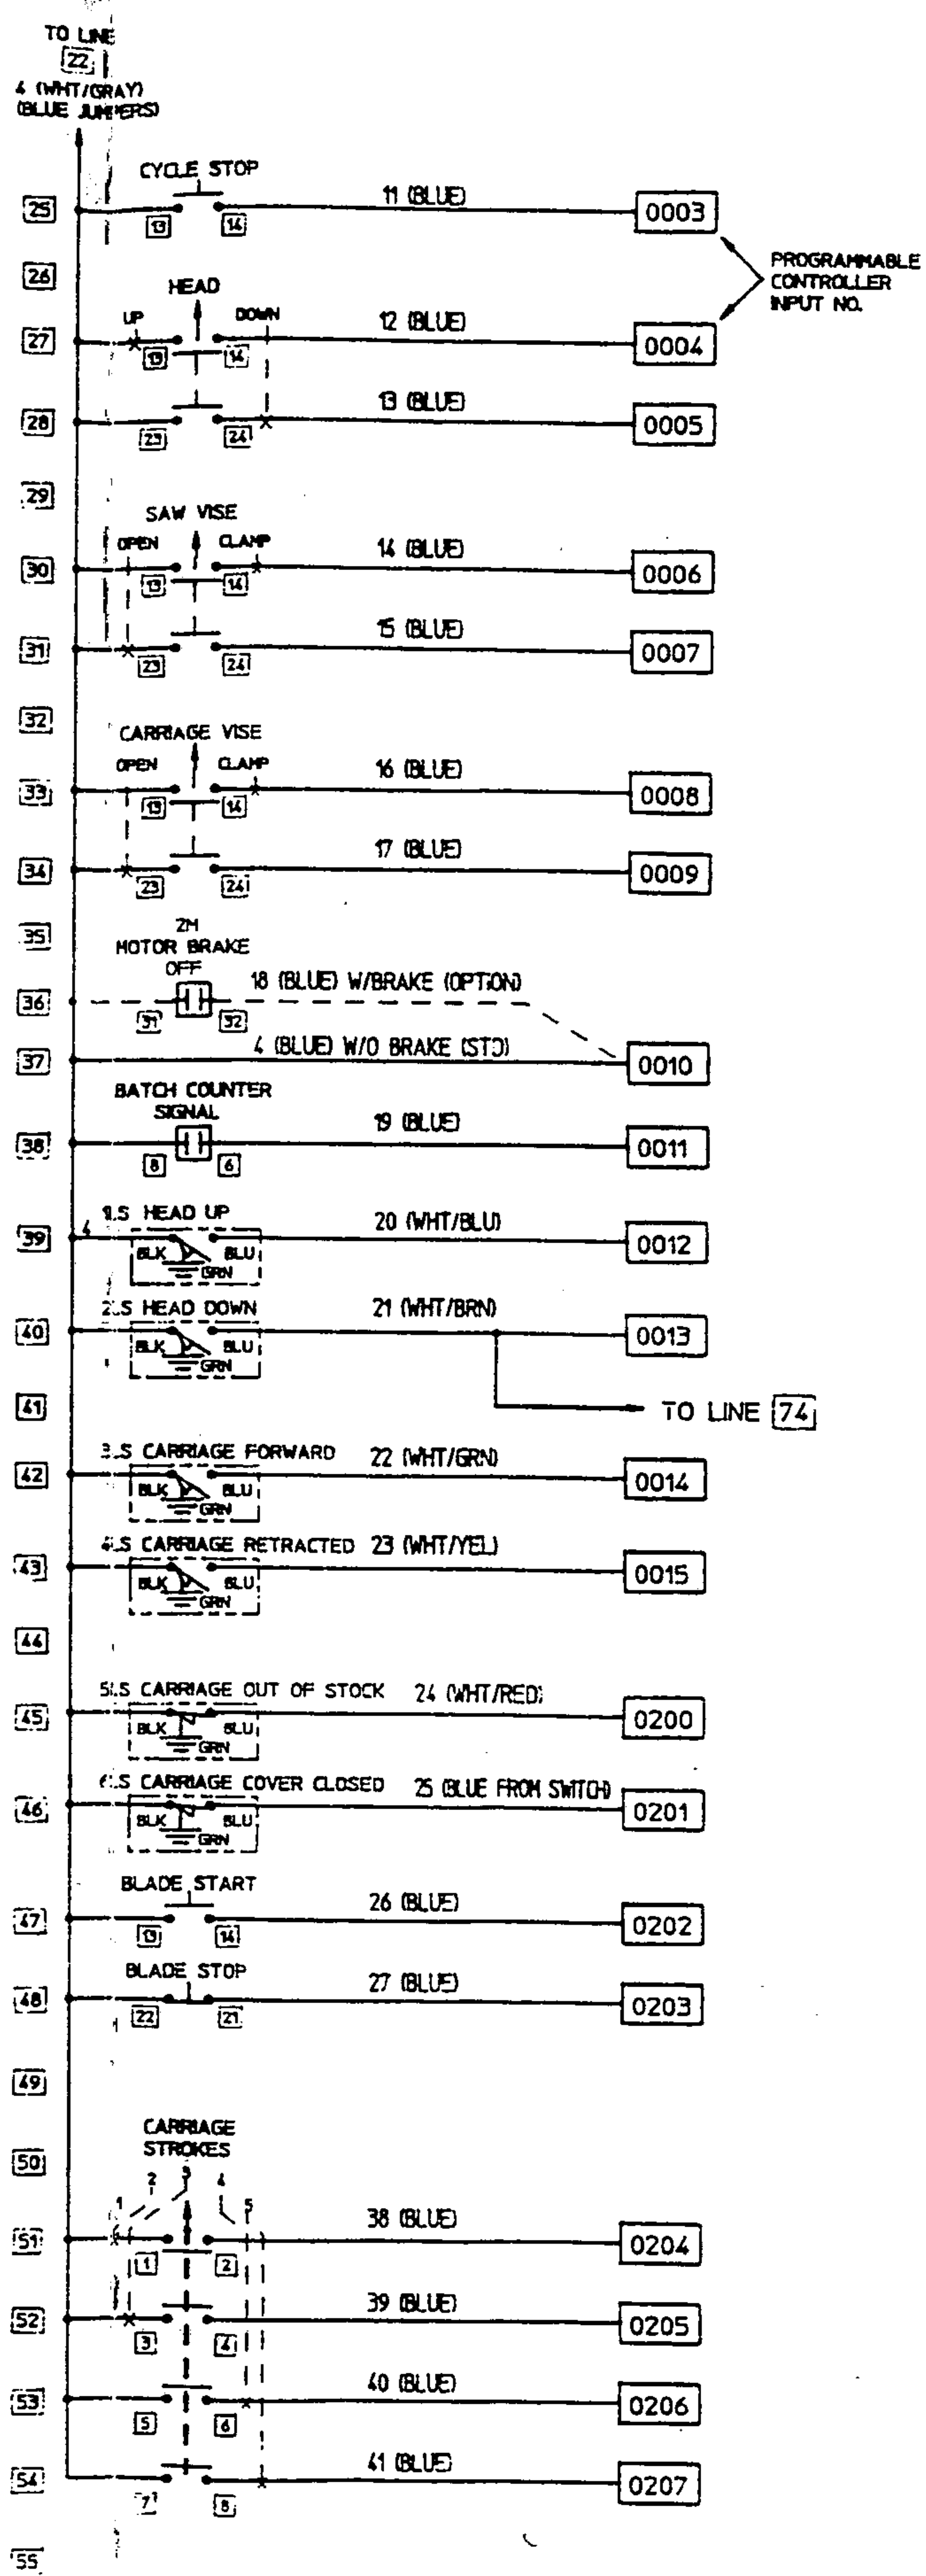 TO LINE
22
4 (WHT/GRAY)
(BLUE JUMPERS)
CYCLE STOP
25 13 14 11 (BLUE) 0003
PROGRAMMABLE
CONTROLLER
INPUT NO.
26
HEAD
UP DOWN
27 13 14 12 (BLUE) 0004
28 23 24 13 (BLUE) 0005
29
SAW VISE
OPEN CLAMP
30 13 14 14 (BLUE) 0006
31 23 24 15 (BLUE) 0007
32
CARRIAGE VISE
OPEN CLAMP
33 13 14 16 (BLUE) 0008
34 23 24 17 (BLUE) 0009
35
2M
MOTOR BRAKE
OFF
36 31 32 18 (BLUE) W/BRAKE (OPTION)
37 4 (BLUE) W/O BRAKE (STD) 0010
BATCH COUNTER
SIGNAL
38 8 6 19 (BLUE) 0011
1LS HEAD UP
39 4 BLK BLU GRN 20 (WHT/BLU) 0012
2LS HEAD DOWN
40 BLK BLU GRN 21 (WHT/BRN) 0013
41 TO LINE 74
3LS CARRIAGE FORWARD
42 BLK BLU GRN 22 (WHT/GRN) 0014
4LS CARRIAGE RETRACTED
43 BLK BLU GRN 23 (WHT/YEL) 0015
44
5LS CARRIAGE OUT OF STOCK
45 BLK BLU GRN 24 (WHT/RED) 0200
6LS CARRIAGE COVER CLOSED
46 BLK BLU GRN 25 (BLUE FROM SWITCH) 0201
BLADE START
47 13 14 26 (BLUE) 0202
BLADE STOP
48 22 21 27 (BLUE) 0203
49
50
CARRIAGE
STROKES
1 2 3 4 5
51 1 2 38 (BLUE) 0204
52 3 4 39 (BLUE) 0205
53 5 6 40 (BLUE) 0206
54 7 8 41 (BLUE) 0207
55